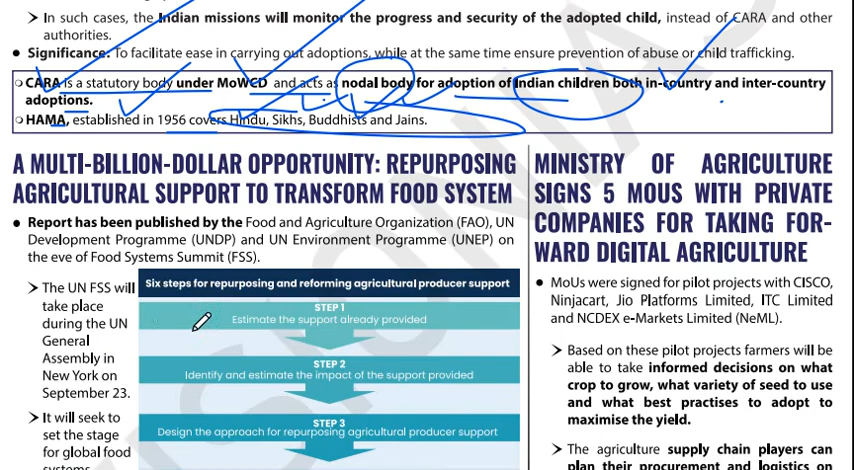 ➤ In such cases, the Indian missions will monitor the progress and security of the adopted child, instead of CARA and other
authorities.
• Significance: To facilitate ease in carrying out adoptions, while at the same time ensure prevention of abuse or child trafficking.
○ CARA is a statutory body under MoWCD and acts as nodal body for adoption of Indian children both in-country and inter-country
adoptions.
○ HAMA, established in 1956 covers Hindu, Sikhs, Buddhists and Jains.
A MULTI-BILLION-DOLLAR OPPORTUNITY: REPURPOSING
AGRICULTURAL SUPPORT TO TRANSFORM FOOD SYSTEM
• Report has been published by the Food and Agriculture Organization (FAO), UN
Development Programme (UNDP) and UN Environment Programme (UNEP) on
the eve of Food Systems Summit (FSS).
➤ The UN FSS will
take place
during the UN
General
Assembly in
New York on
September 23.
➤ It will seek to
set the stage
for global food
systems
Six steps for repurposing and reforming agricultural producer support
STEP 1
Estimate the support already provided
STEP 2
Identify and estimate the impact of the support provided
STEP 3
Design the approach for repurposing agricultural producer support
MINISTRY OF AGRICULTURE
SIGNS 5 MOUS WITH PRIVATE
COMPANIES FOR TAKING FOR-
WARD DIGITAL AGRICULTURE
• MoUs were signed for pilot projects with CISCO,
Ninjacart, Jio Platforms Limited, ITC Limited
and NCDEX e-Markets Limited (NeML).
➤ Based on these pilot projects farmers will be
able to take informed decisions on what
crop to grow, what variety of seed to use
and what best practises to adopt to
maximise the yield.
➤ The agriculture supply chain players can
plan their procurement and logistics on